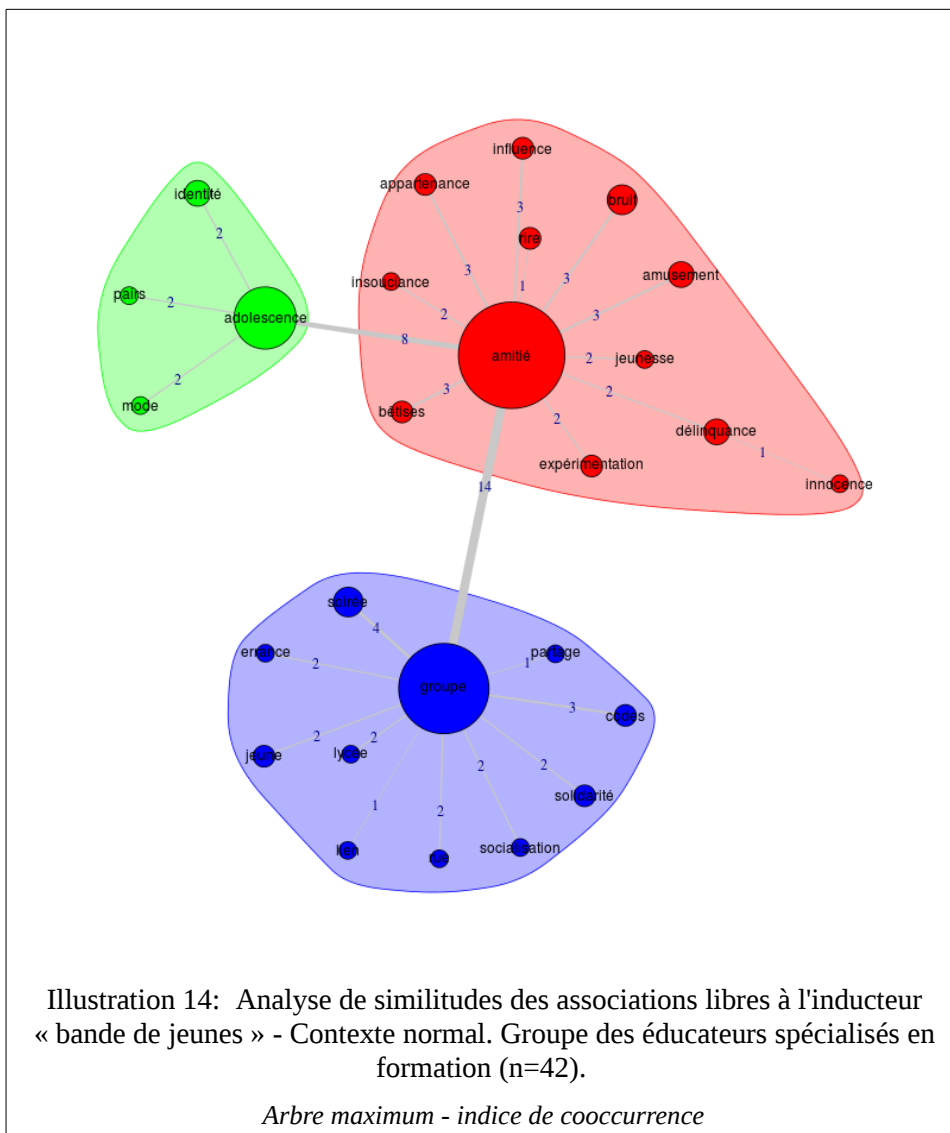 influence
identité
appartenance
bruit
3
2
rire
3
3
insouciance
amusement
pairs
2
2
1
3
adolescence
8
amitié
2
jeunesse
2
3
2
mode
bêtises
2
délinquance
1
expérimentation
innocence
14
soirée
4
errance
2
partage
1
groupe
3
codes
2
jeune
lycée
2
2
2
solidarité
1
2
lien
rue
socialisation
Illustration 14: Analyse de similitudes des associations libres à l'inducteur
« bande de jeunes » - Contexte normal. Groupe des éducateurs spécialisés en
formation (n=42).
Arbre maximum - indice de cooccurrence